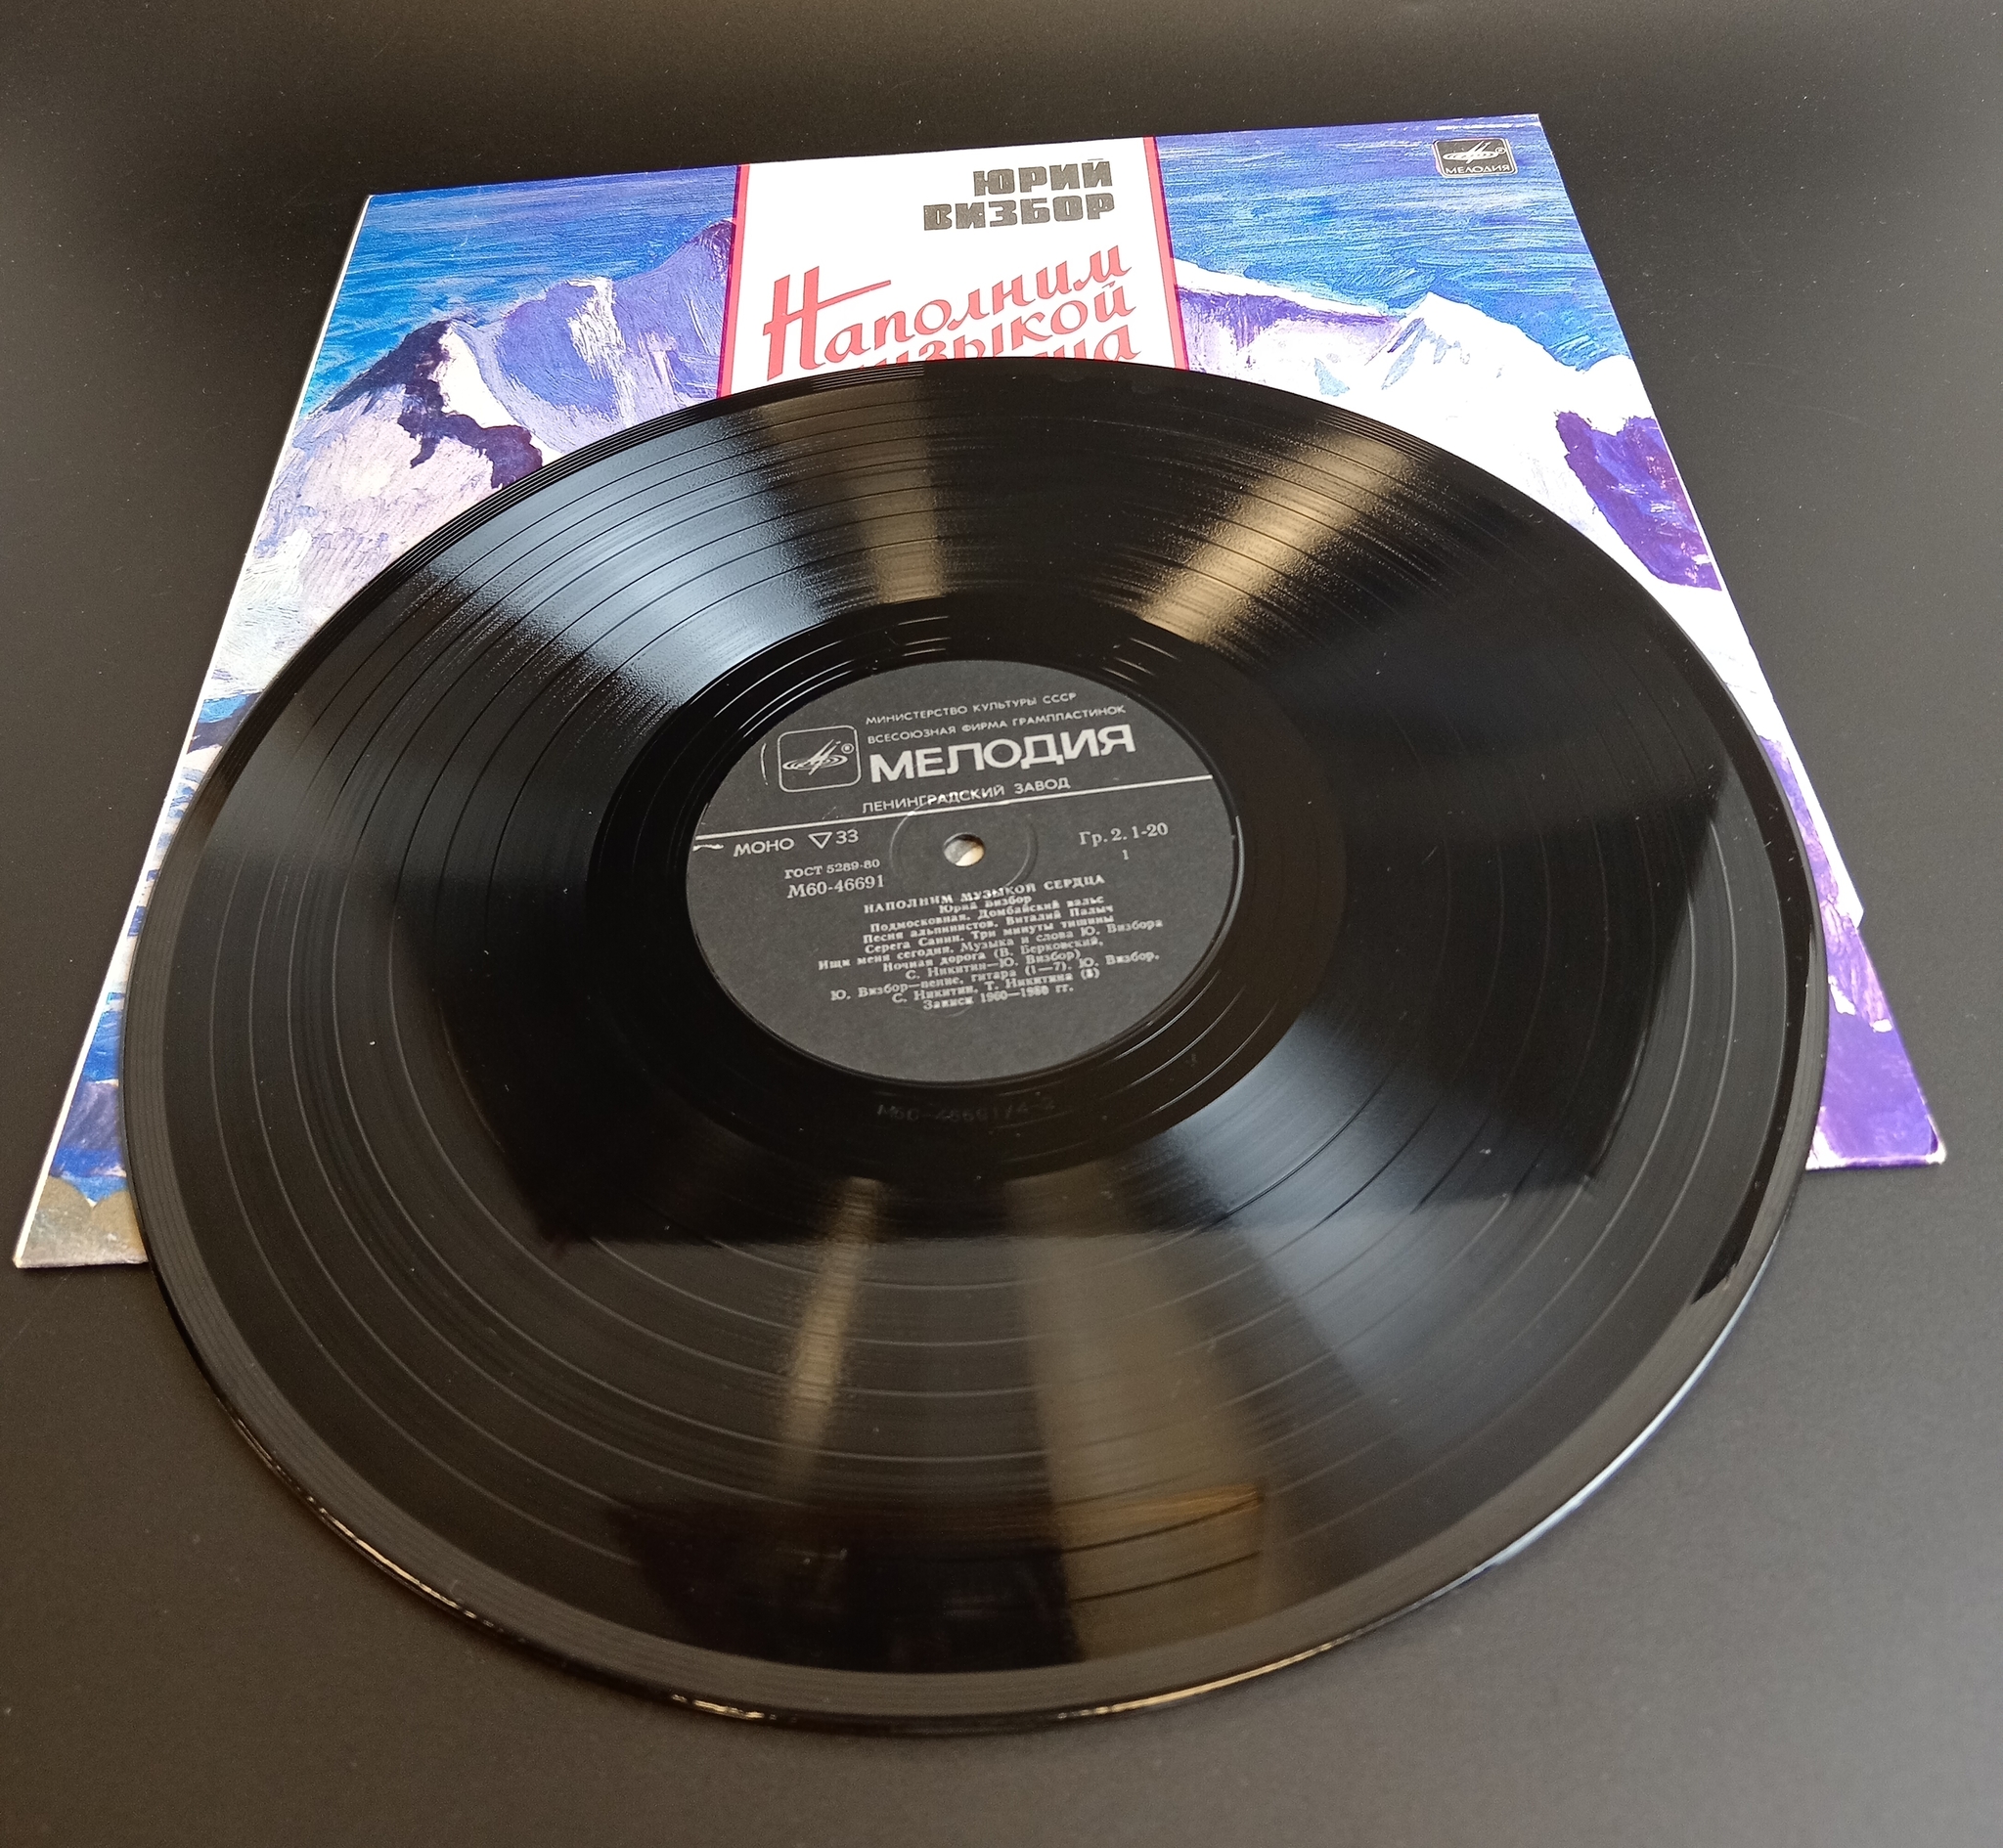 ЮРИЙ
ВИЗБОР
МЕЛОДИЯ
Наполним
музыкой
МИНИСТЕРСТВО КУЛЬТУРЫ СССР
ВСЕСОЮЗНАЯ ФИРМА ГРАМПЛАСТИНОК
МЕЛОДИЯ
ЛЕНИНГРАДСКИЙ ЗАВОД
МОНО ▽ 33
Гр. 2. 1-20
ГОСТ 5289-80
1
М60-46691
НАПОЛНИМ МУЗЫКОЙ СЕРДЦА
Юрий Визбор
Подмосковная. Домбайский вальс
Песня альпинистов. Виталий Палыч
Серега Санин. Три минуты тишины
Ищи меня сегодня. Музыка и слова Ю. Визбора
Ночная дорога (В. Берковский,
С. Никитин—Ю. Визбор)
Ю. Визбор—пение, гитара (1—7). Ю. Визбор,
С. Никитин, Т. Никитина (8)
Записи 1960—1980 гг.